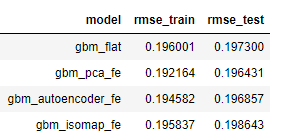 model rmse_train rmse_test
gbm_flat 0.196001 0.197300
gbm_pca_fe 0.192164 0.196431
gbm_autoencoder_fe 0.194582 0.196857
gbm_isomap_fe 0.195837 0.198643